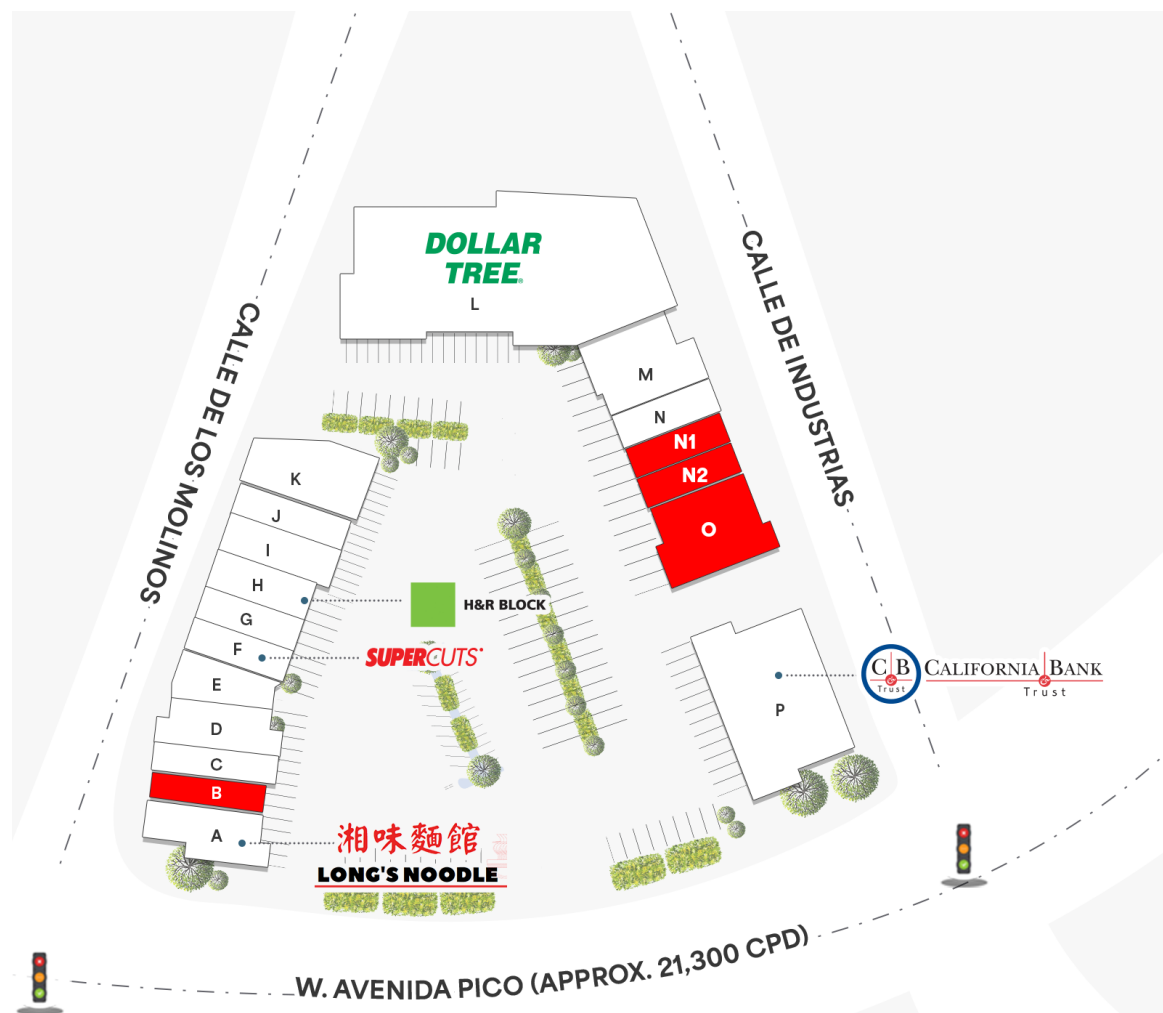 DOLLAR
TREE
L
CALLE DE INDUSTRIAS
CALLE DE LOS MOLINOS
M
N
N1
N2
O
K
J
I
H
H&R BLOCK
G
F
SUPERCUTS
E
D
C
B
A
湘味麵館
LONG'S NOODLE
P
C B
&
Trust
CALIFORNIA BANK
&
Trust
W. AVENIDA PICO (APPROX. 21,300 CPD)